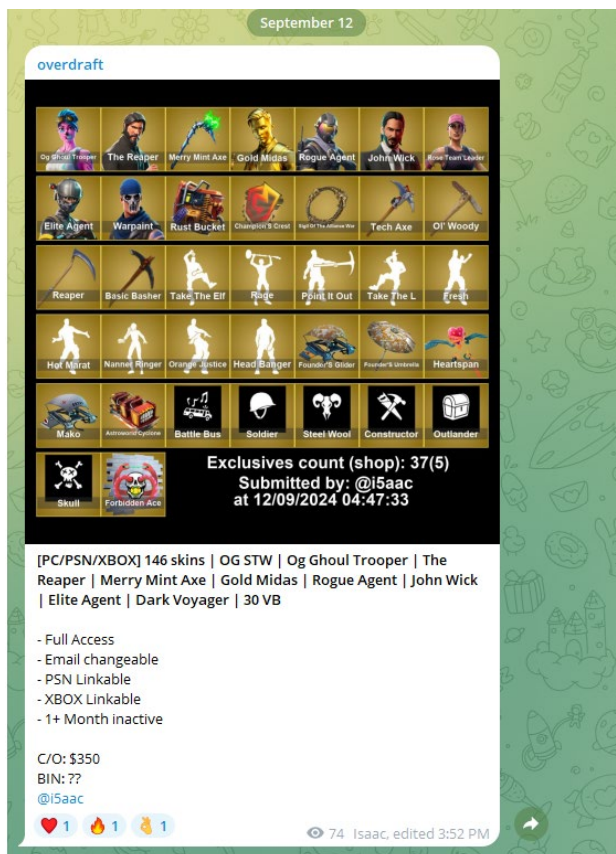 September 12
overdraft
Og Ghoul Trooper The Reaper Merry Mint Axe Gold Midas Rogue Agent John Wick Rose Team Leader
Elite Agent Warpaint Rust Bucket Champion'S Crest Sigil Of The Alliance War Tech Axe Ol' Woody
Reaper Basic Basher Take The Elf Rage Point It Out Take The L Fresh
Hot Marat Nanner Ringer Orange Justice Head Banger Founder'S Glider Founder'S Umbrella Heartspan
Mako Astroworld Cyclone Battle Bus Soldier Steel Wool Constructor Outlander
Skull Forbidden Ace
Exclusives count (shop): 37(5)
Submitted by: @i5aac
at 12/09/2024 04:47:33
[PC/PSN/XBOX] 146 skins | OG STW | Og Ghoul Trooper | The
Reaper | Merry Mint Axe | Gold Midas | Rogue Agent | John Wick
| Elite Agent | Dark Voyager | 30 VB
- Full Access
- Email changeable
- PSN Linkable
- XBOX Linkable
- 1+ Month inactive
C/O: $350
BIN: ??
@i5aac
1 1 1
74 Isaac, edited 3:52 PM